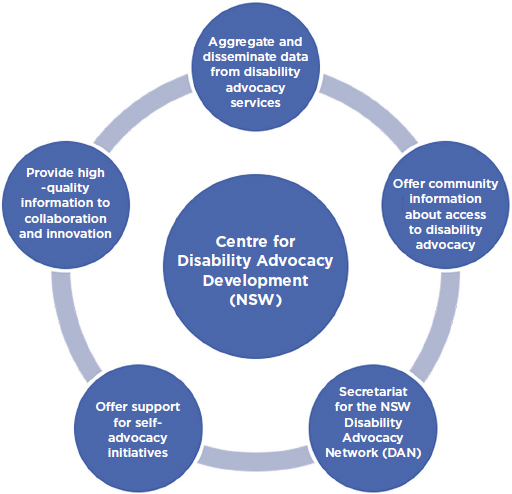 Aggregate and
disseminate data
from disability
advocacy
services
Provide high
-quality
information to
collaboration
and innovation
Offer community
information
about access
to disability
advocacy
Centre for
Disability Advocacy
Development
(NSW)
Offer support
for self-
advocacy
initiatives
Secretariat
for the NSW
Disability
Advocacy
Network (DAN)